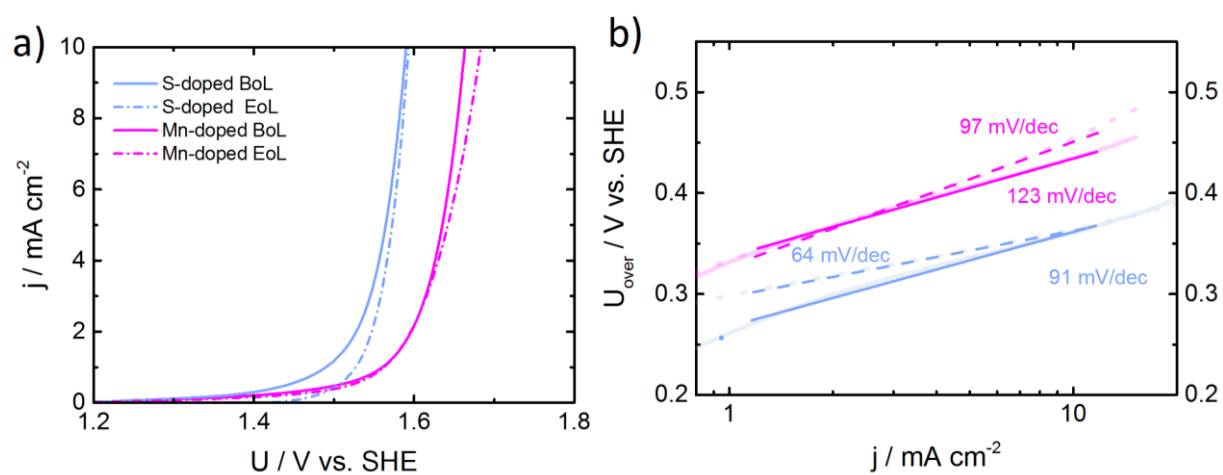 a)
10
8
6
4
2
0
j / mA cm-2
S-doped BoL
S-doped EoL
Mn-doped BoL
Mn-doped EoL
1.2 1.4 1.6 1.8
U / V vs. SHE
b)
0.5
0.4
0.3
0.2
Uover / V vs. SHE
97 mV/dec
123 mV/dec
64 mV/dec
91 mV/dec
0.5
0.4
0.3
0.2
1 10
j / mA cm-2